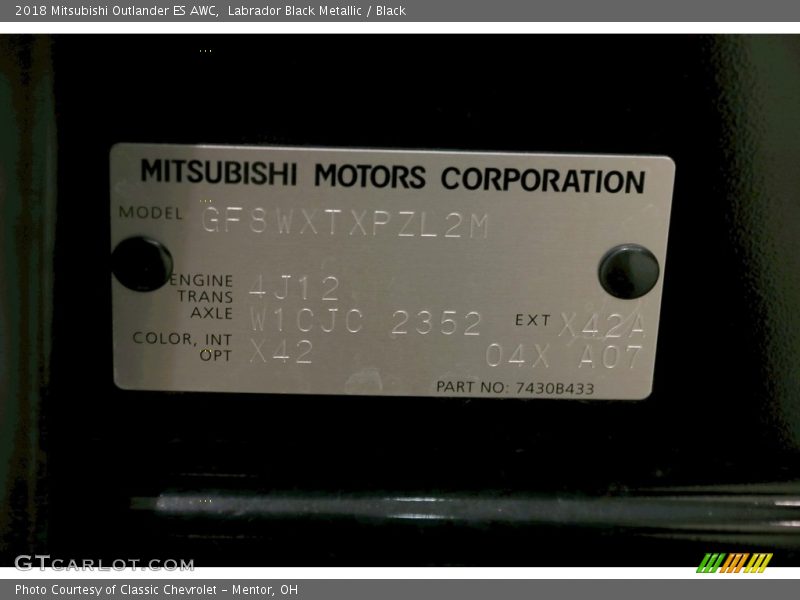 2018 Mitsubishi Outlander ES AWC,  Labrador Black Metallic / Black
MITSUBISHI MOTORS CORPORATION
MODEL GF8WXTXPZL2M
ENGINE 4J12
TRANS
AXLE W1CJC 2352 EXT X42A
COLOR, INT X42
OPT 04X A07
PART NO: 7430B433
GTCARLOT.COM
Photo Courtesy of Classic Chevrolet - Mentor, OH